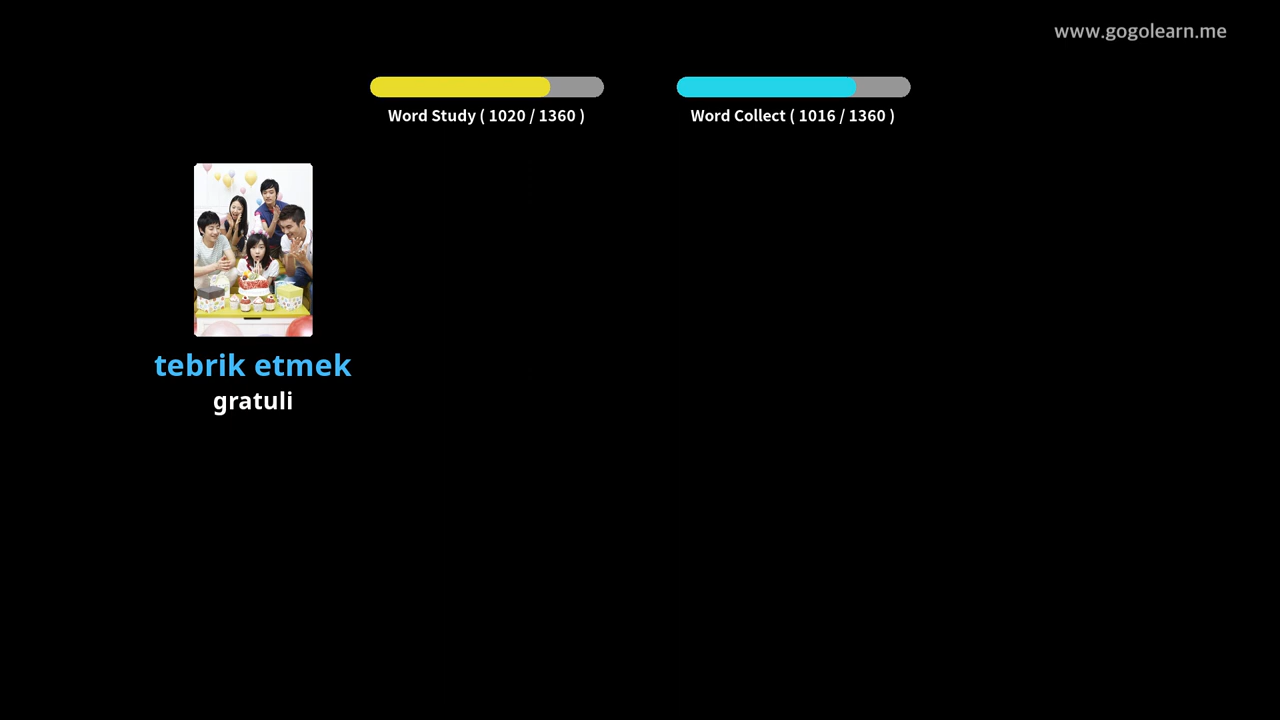 www.gogolearn.me
Word Study ( 1020 / 1360 )
Word Collect ( 1016 / 1360 )
tebrik etmek
gratuli